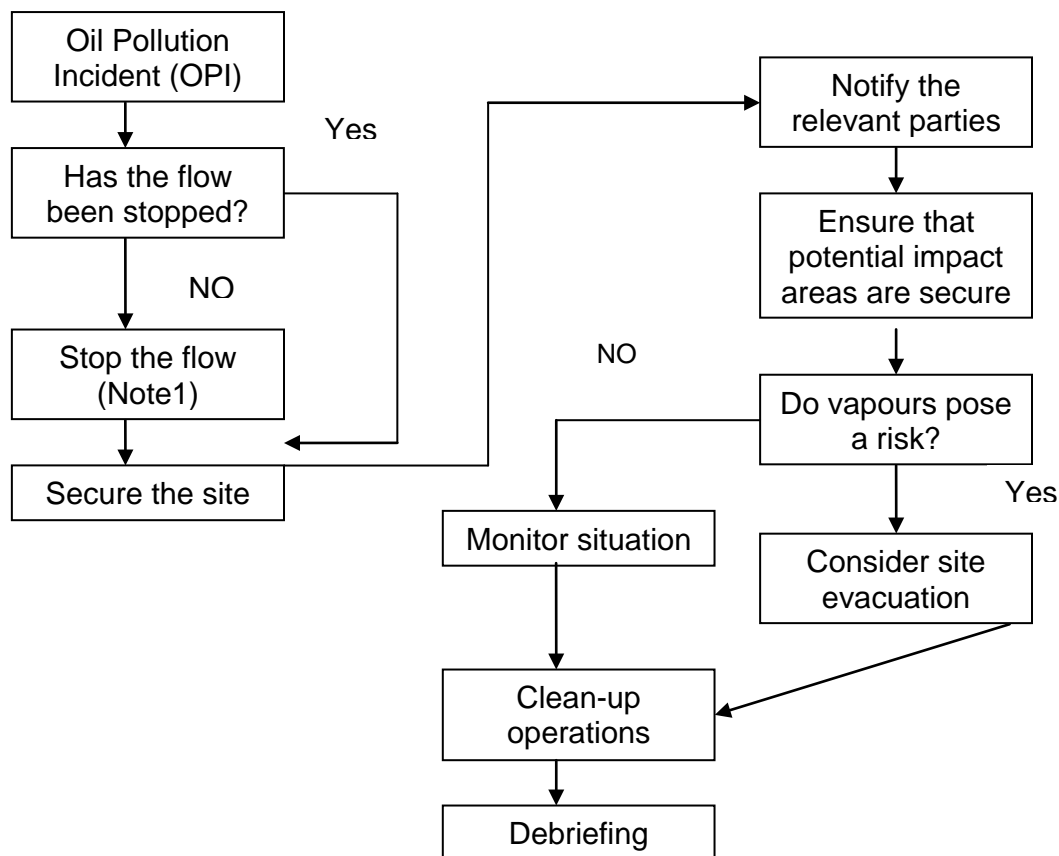 Oil Pollution
Incident (OPI)
Yes
Has the flow
been stopped?
NO
Stop the flow
(Note1)
Secure the site
Notify the
relevant parties
Ensure that
potential impact
areas are secure
NO
Do vapours pose
a risk?
Yes
Monitor situation
Consider site
evacuation
Clean-up
operations
Debriefing